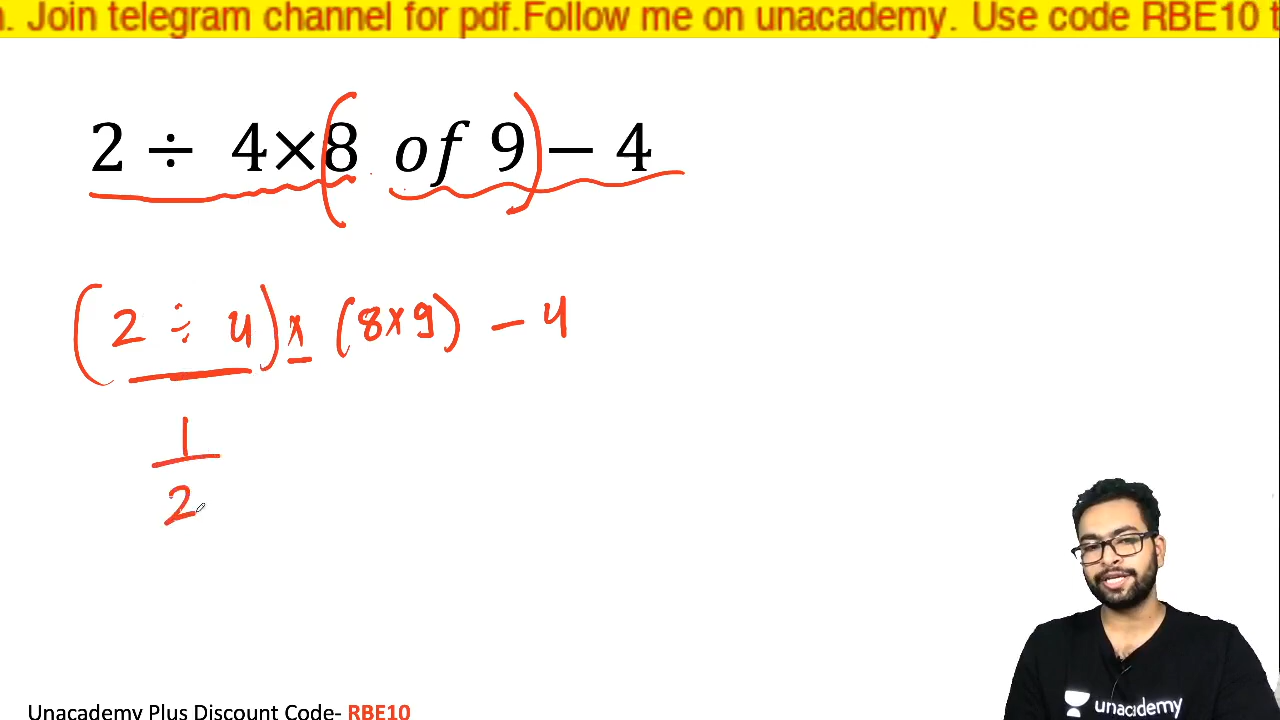 . Join telegram channel for pdf.Follow me on unacademy. Use code RBE10
2 ÷ 4×8 of 9 − 4
(2 ÷ 4) × (8×9) − 4
1
2
unacademy
Unacademy Plus Discount Code- RBE10